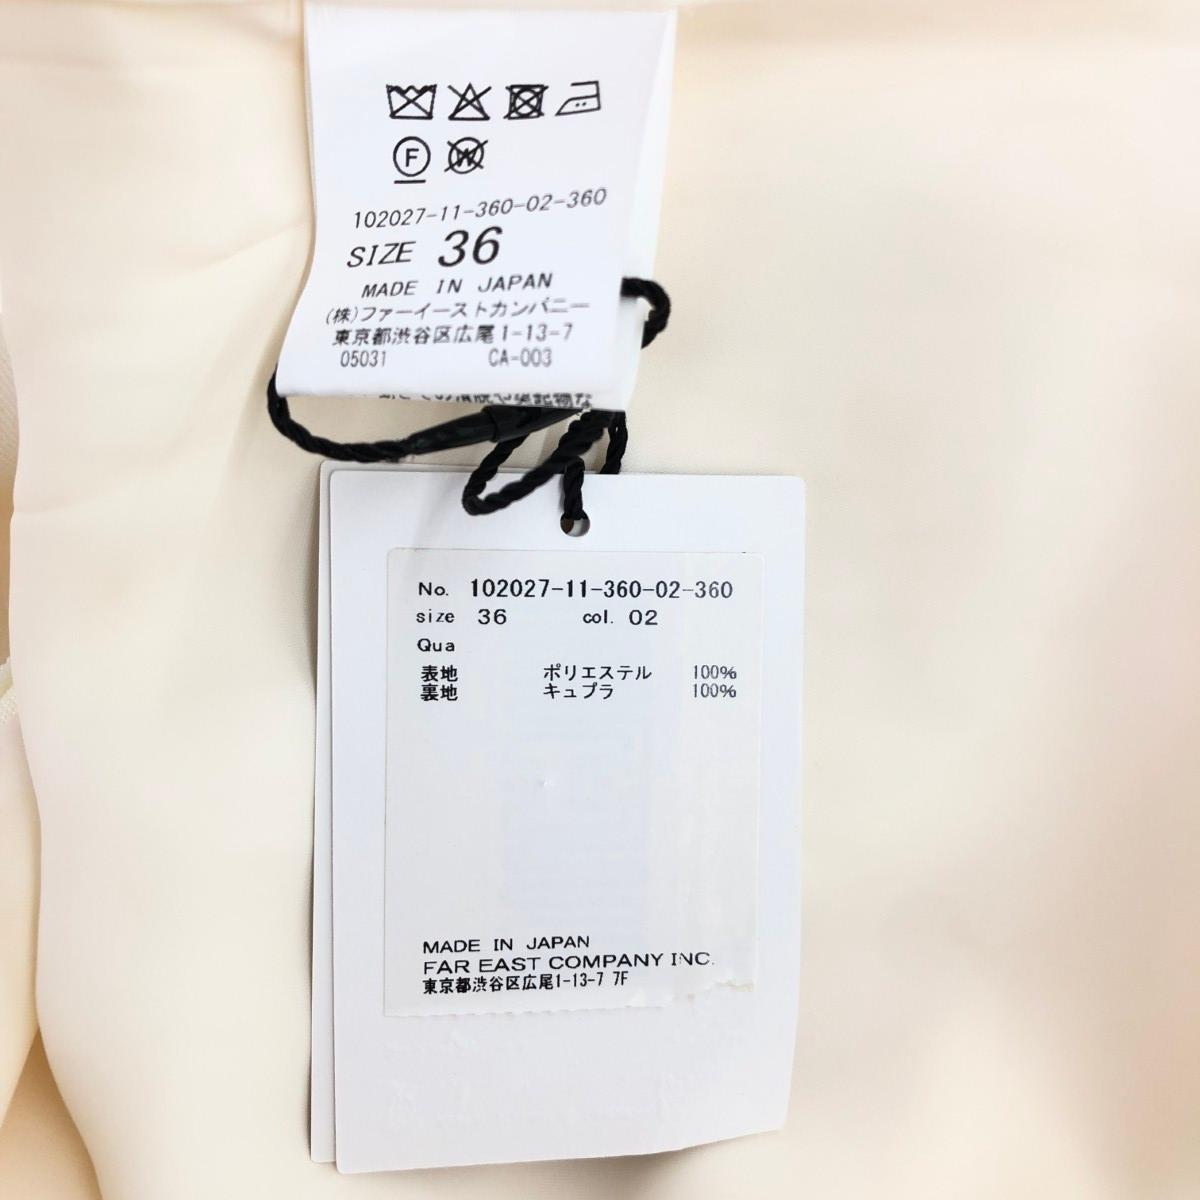 F W
102027-11-360-02-360
SIZE 36
MADE IN JAPAN
(株)ファーイーストカンパニー
東京都渋谷区広尾1-13-7
05031 CA-003
No. 102027-11-360-02-360
size 36 col. 02
Qua
表地 ポリエステル 100%
裏地 キュプラ 100%
MADE IN JAPAN
FAR EAST COMPANY INC.
東京都渋谷区広尾1-13-7 7F